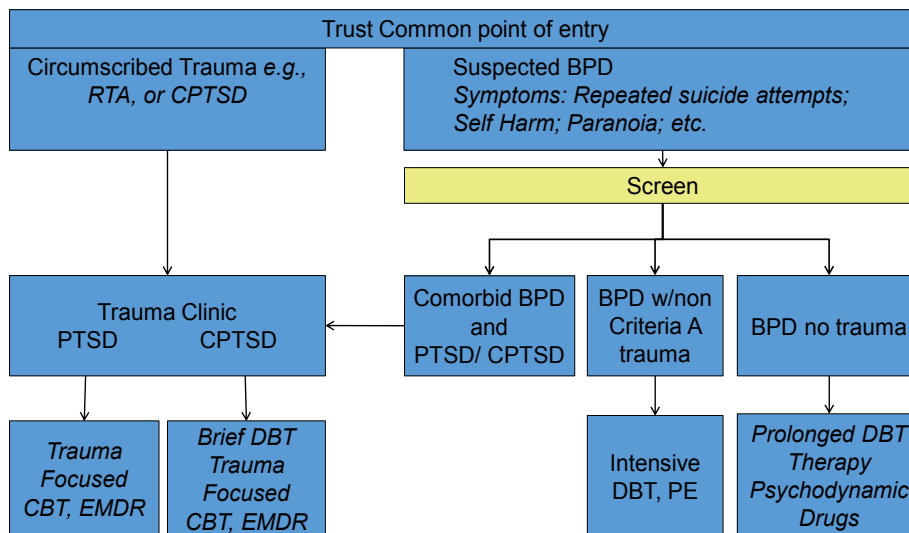 Trust Common point of entry
Circumscribed Trauma e.g.,
RTA, or CPTSD
Suspected BPD
Symptoms: Repeated suicide attempts;
Self Harm; Paranoia; etc.
Screen
Trauma Clinic
PTSD CPTSD
Comorbid BPD
and
PTSD/ CPTSD
BPD w/non
Criteria A
trauma
BPD no trauma
Trauma
Focused
CBT, EMDR
Brief DBT
Trauma
Focused
CBT, EMDR
Intensive
DBT, PE
Prolonged DBT
Therapy
Psychodynamic
Drugs